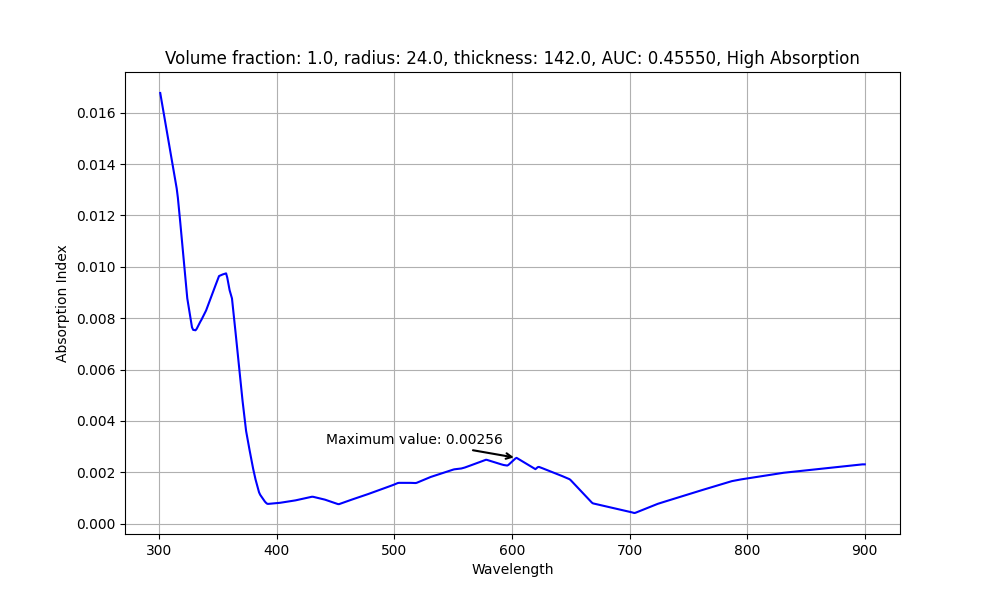 Volume fraction: 1.0, radius: 24.0, thickness: 142.0, AUC: 0.45550, High Absorption
0.016
0.014
0.012
0.010
0.008
0.006
0.004
0.002
0.000
Absorption Index
Maximum value: 0.00256
300 400 500 600 700 800 900
Wavelength